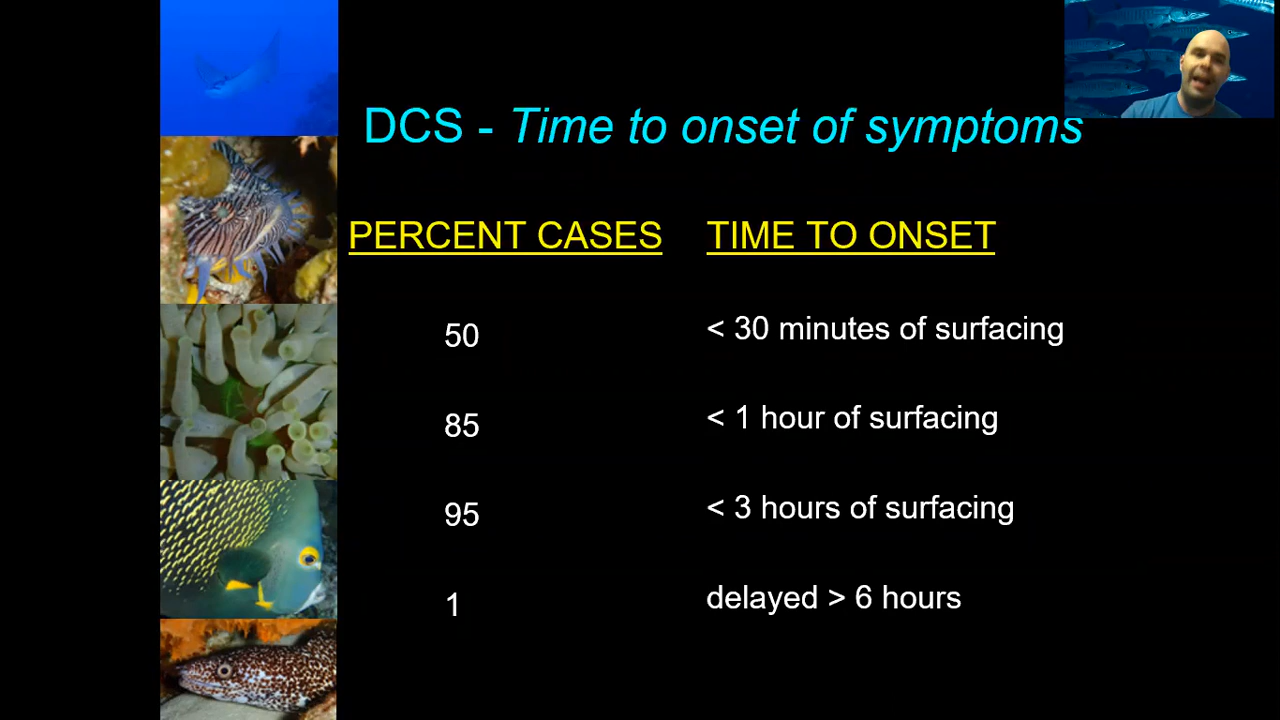 DCS - Time to onset of symptoms
PERCENT CASES TIME TO ONSET
50 < 30 minutes of surfacing
85 < 1 hour of surfacing
95 < 3 hours of surfacing
1 delayed > 6 hours